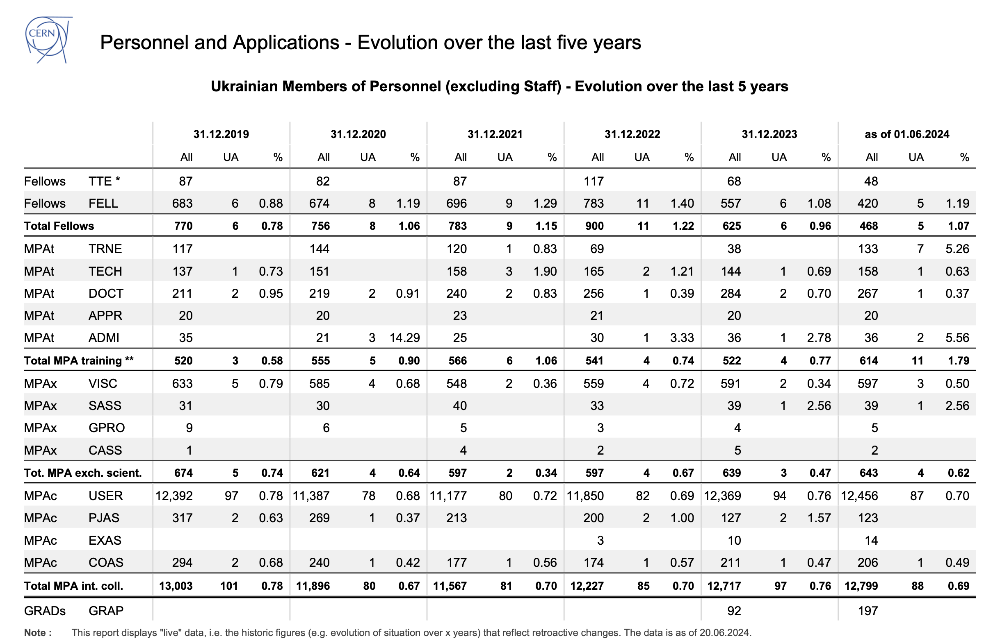 CERN
Personnel and Applications - Evolution over the last five years
Ukrainian Members of Personnel (excluding Staff) - Evolution over the last 5 years
31.12.2019 31.12.2020 31.12.2021 31.12.2022 31.12.2023 as of 01.06.2024
All UA % All UA % All UA % All UA % All UA % All UA %
Fellows TTE * 87 82 87 117 68 48
Fellows FELL 683 6 0.88 674 8 1.19 696 9 1.29 783 11 1.40 557 6 1.08 420 5 1.19
Total Fellows 770 6 0.78 756 8 1.06 783 9 1.15 900 11 1.22 625 6 0.96 468 5 1.07
MPAt TRNE 117 144 120 1 0.83 69 38 133 7 5.26
MPAt TECH 137 1 0.73 151 158 3 1.90 165 2 1.21 144 1 0.69 158 1 0.63
MPAt DOCT 211 2 0.95 219 2 0.91 240 2 0.83 256 1 0.39 284 2 0.70 267 1 0.37
MPAt APPR 20 20 23 21 20 20
MPAt ADMI 35 21 3 14.29 25 30 1 3.33 36 1 2.78 36 2 5.56
Total MPA training ** 520 3 0.58 555 5 0.90 566 6 1.06 541 4 0.74 522 4 0.77 614 11 1.79
MPAx VISC 633 5 0.79 585 4 0.68 548 2 0.36 559 4 0.72 591 2 0.34 597 3 0.50
MPAx SASS 31 30 40 33 39 1 2.56 39 1 2.56
MPAx GPRO 9 6 5 3 4 5
MPAx CASS 1 4 2 5 2
Tot. MPA exch. scient. 674 5 0.74 621 4 0.64 597 2 0.34 597 4 0.67 639 3 0.47 643 4 0.62
MPAc USER 12,392 97 0.78 11,387 78 0.68 11,177 80 0.72 11,850 82 0.69 12,369 94 0.76 12,456 87 0.70
MPAc PJAS 317 2 0.63 269 1 0.37 213 200 2 1.00 127 2 1.57 123
MPAc EXAS 3 10 14
MPAc COAS 294 2 0.68 240 1 0.42 177 1 0.56 174 1 0.57 211 1 0.47 206 1 0.49
Total MPA int. coll. 13,003 101 0.78 11,896 80 0.67 11,567 81 0.70 12,227 85 0.70 12,717 97 0.76 12,799 88 0.69
GRADs GRAP 92 197
Note : This report displays "live" data, i.e. the historic figures (e.g. evolution of situation over x years) that reflect retroactive changes. The data is as of 20.06.2024.